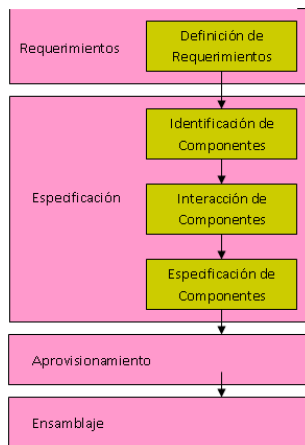 Requerimientos
Definición de
Requerimientos
Identificación de
Componentes
Especificación
Interacción de
Componentes
Especificación de
Componentes
Aprovisionamiento
Ensamblaje